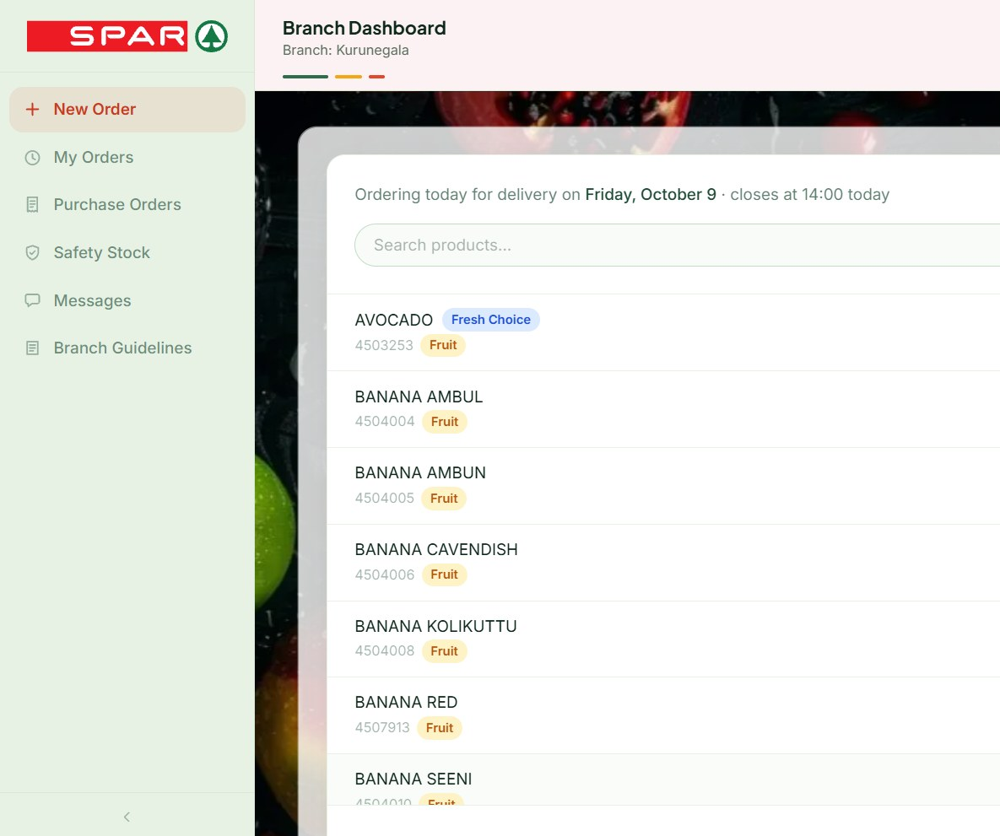 SPAR
New Order
My Orders
Purchase Orders
Safety Stock
Messages
Branch Guidelines
Branch Dashboard
Branch: Kurunegala
Ordering today for delivery on Friday, October 9 · closes at 14:00 today
Search products...
AVOCADO Fresh Choice
4503253 Fruit
BANANA AMBUL
4504004 Fruit
BANANA AMBUN
4504005 Fruit
BANANA CAVENDISH
4504006 Fruit
BANANA KOLIKUTTU
4504008 Fruit
BANANA RED
4507913 Fruit
BANANA SEENI
4504010 Fruit